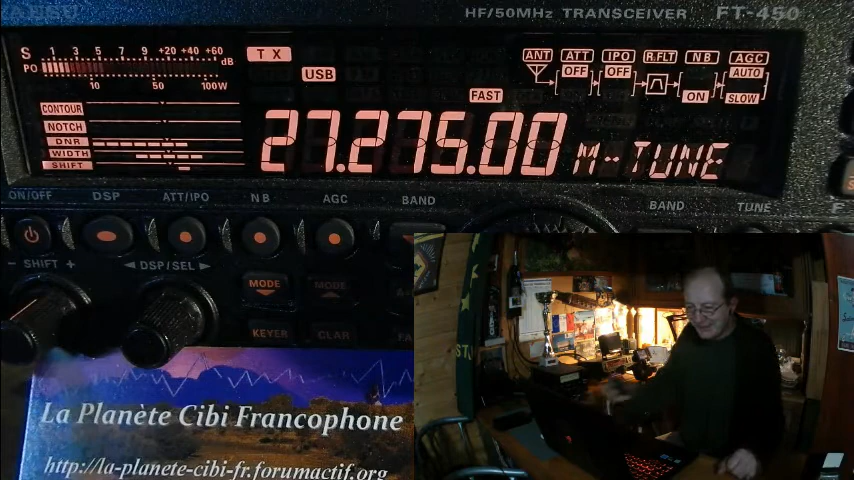 HF/50MHz TRANSCEIVER FT-450
S 1 3 5 7 9 +20 +40 +60 dB
PO 10 50 100W
TX
USB
FAST
ANT ATT IPO R.FLT NB AGC
OFF OFF AUTO
ON SLOW
CONTOUR
NOTCH
DNR
WIDTH
SHIFT
27.275.00 M-TUNE
ON/OFF DSP ATT/IPO NB AGC BAND BAND TUNE
- SHIFT + ◄ DSP/SEL ►
MODE MODE
KEYER CLAR
La Planète Cibi Francophone
http://la-planete-cibi-fr.forumactif.org